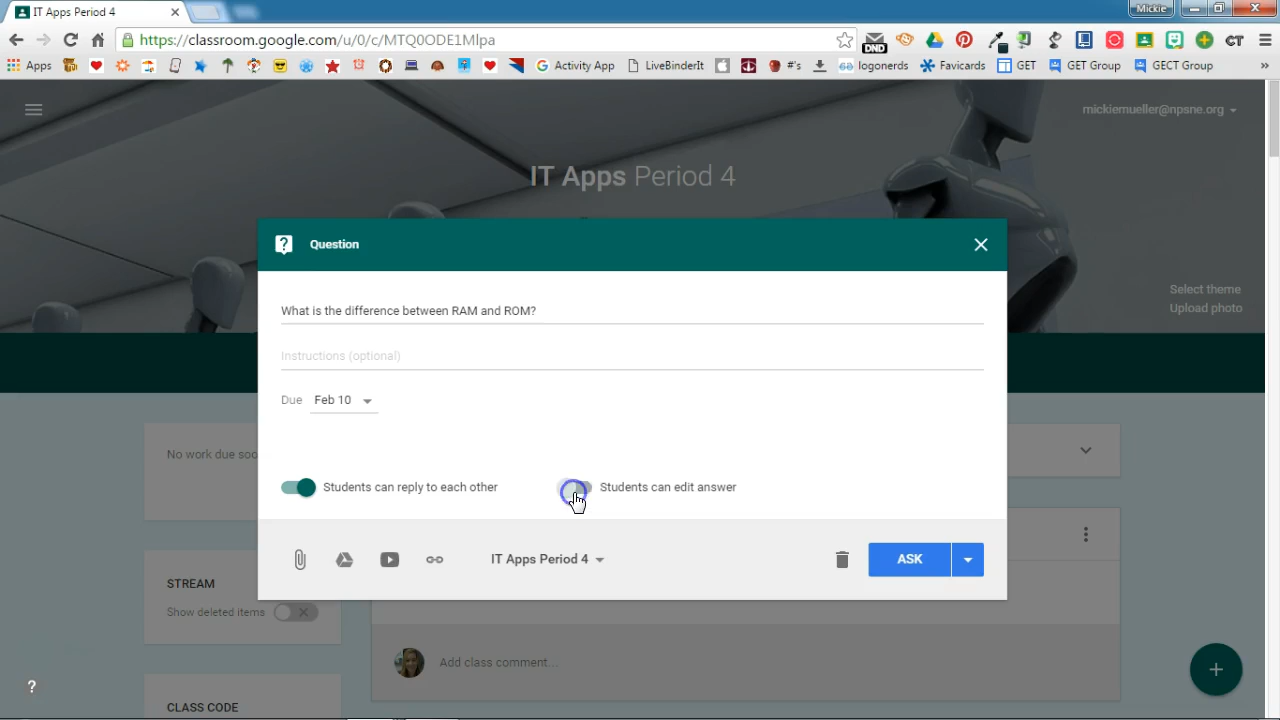 IT Apps Period 4
Mickie
https://classroom.google.com/u/0/c/MTQ0ODE1Mlpa
DND
CT
Apps
Activity App
LiveBinderIt
#'s
logonerds
Favicards
GET
GET Group
GECT Group
»
mickiemueller@npsne.org
IT Apps Period 4
Select theme
Upload photo
Question
What is the difference between RAM and ROM?
Instructions (optional)
Due Feb 10
No work due soo
Students can reply to each other
Students can edit answer
IT Apps Period 4
ASK
STREAM
Show deleted items
Add class comment...
CLASS CODE